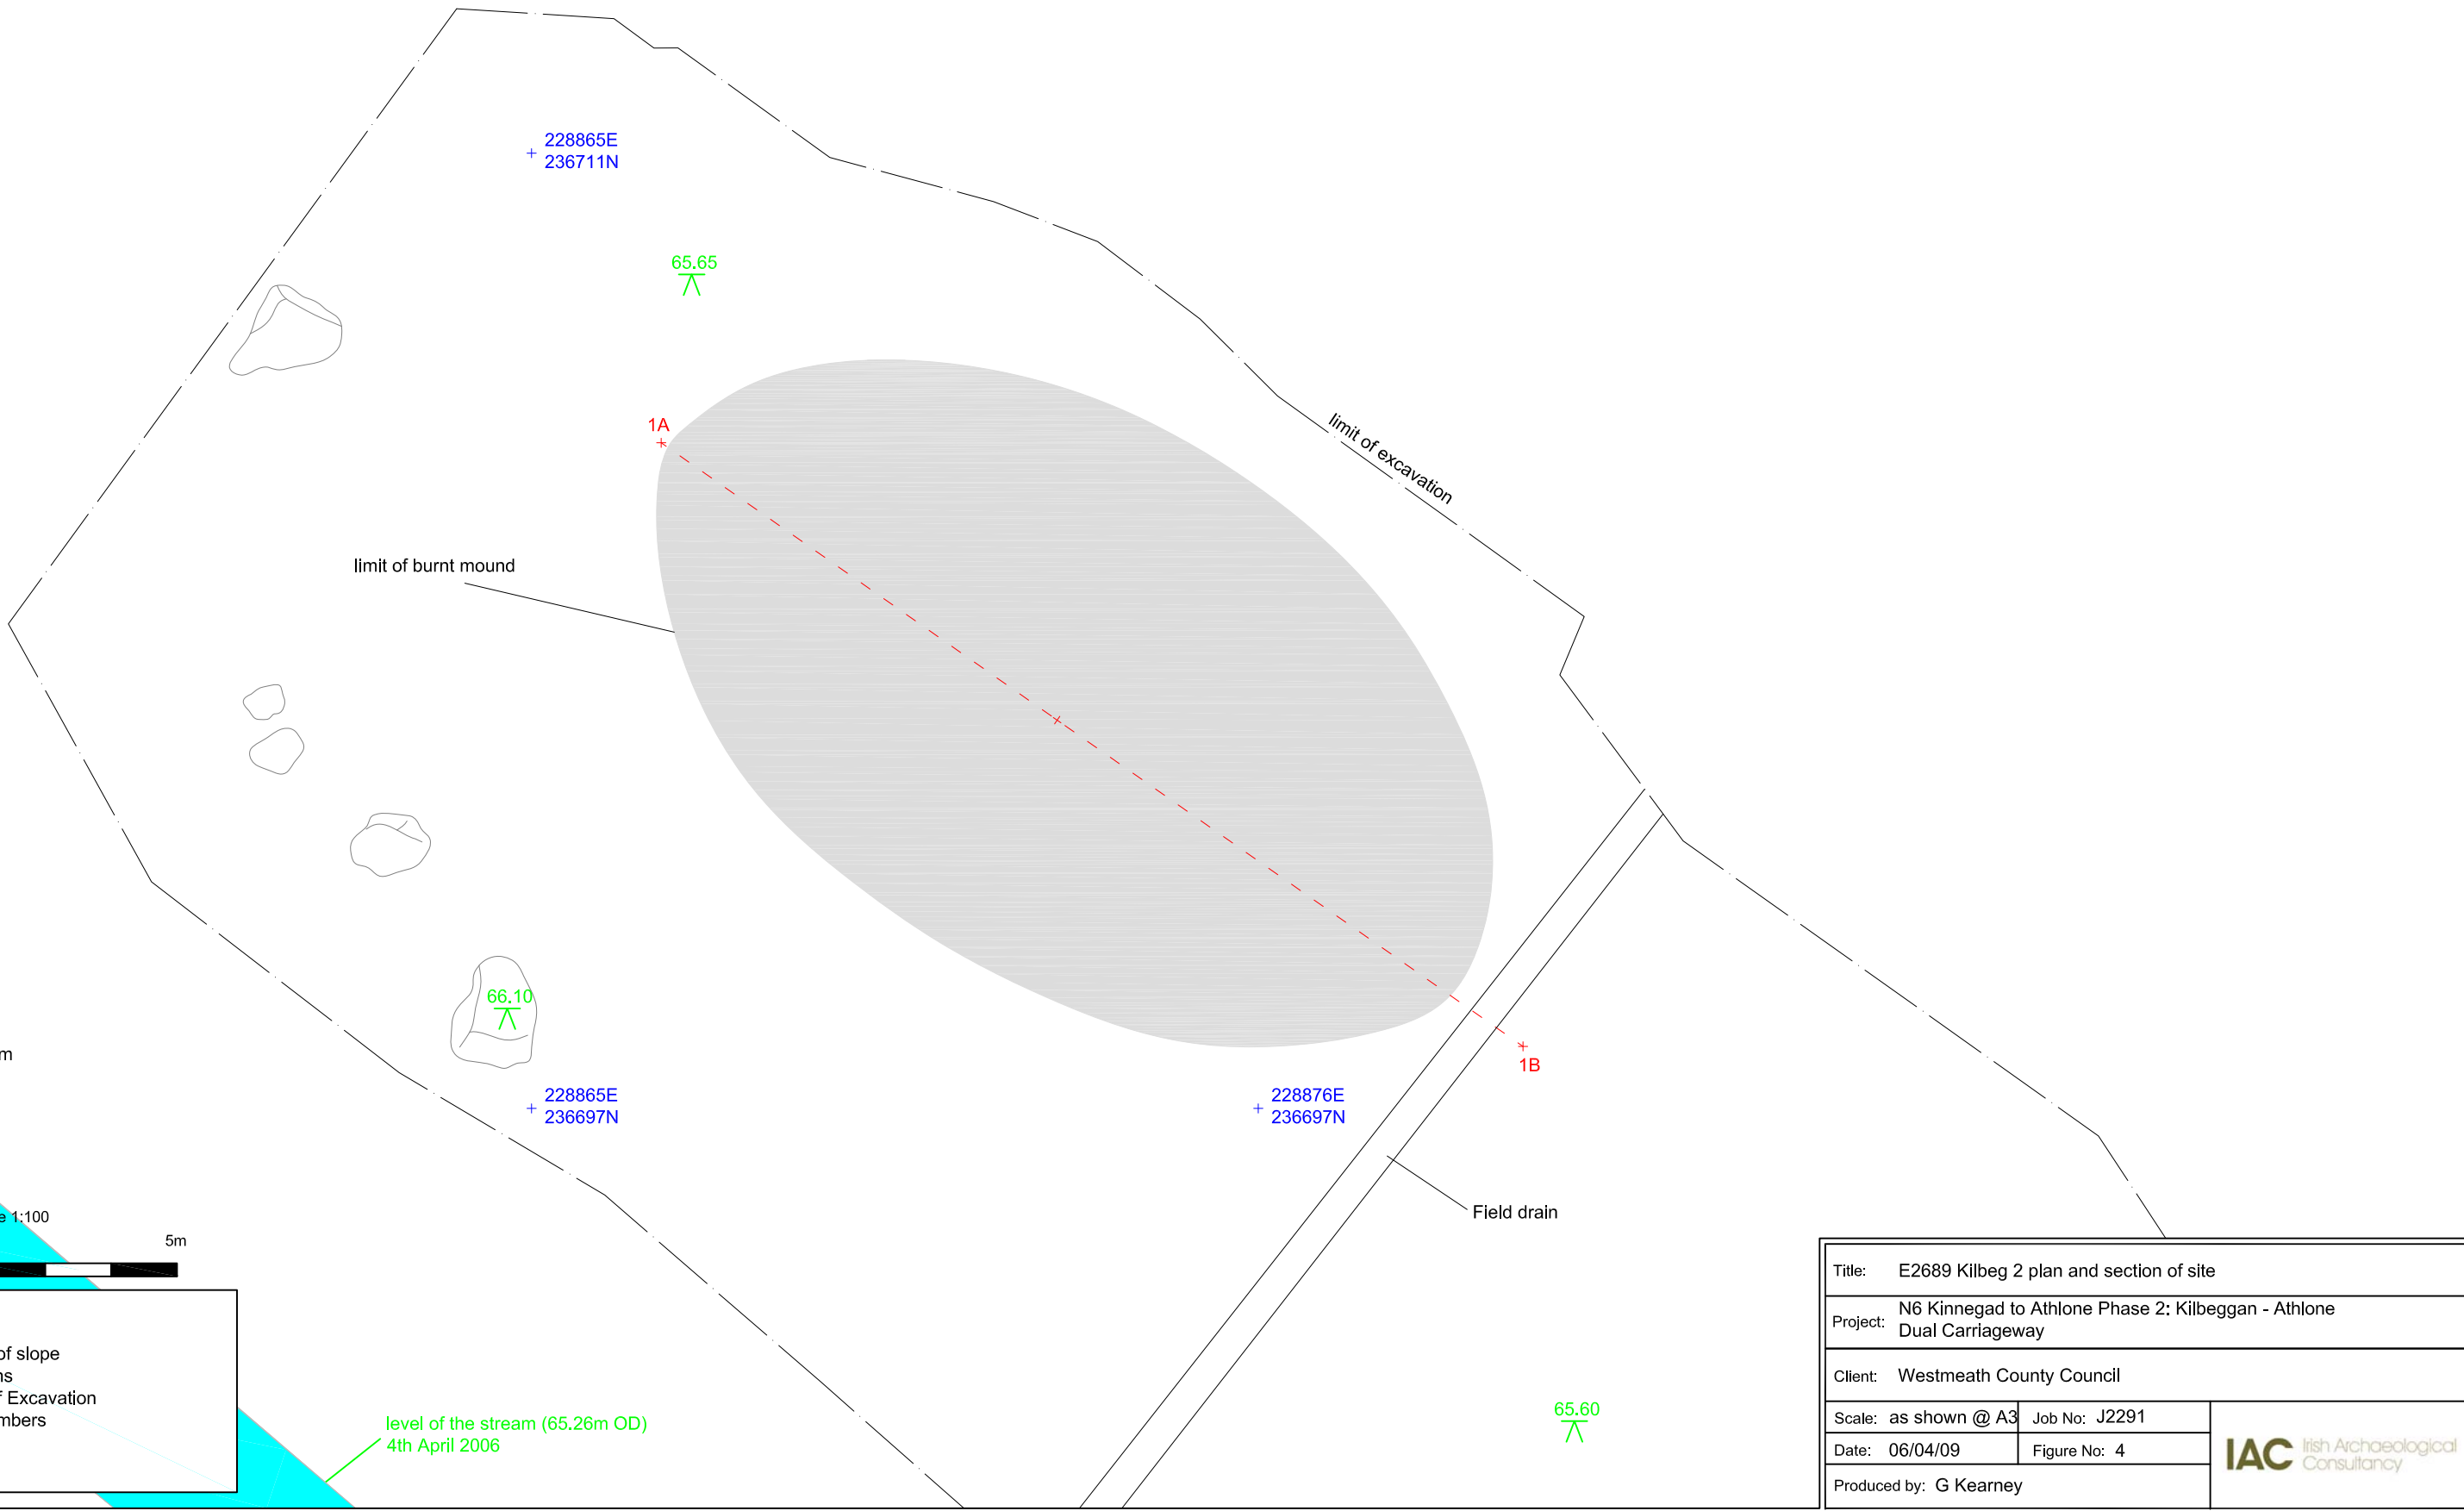 228865E
236711N
65.65
1A
limit of excavation
limit of burnt mound
66.10
m
1B
228865E
236697N
228876E
236697N
Field drain
e 1:100
5m
of slope
ns
f Excavation
mbers
level of the stream (65.26m OD)
4th April 2006
65.60
Title: E2689 Kilbeg 2 plan and section of site
Project: N6 Kinnegad to Athlone Phase 2: Kilbeggan - Athlone
Dual Carriageway
Client: Westmeath County Council
Scale: as shown @ A3 Job No: J2291
Date: 06/04/09 Figure No: 4
Produced by: G Kearney
IAC Irish Archaeological
Consultancy